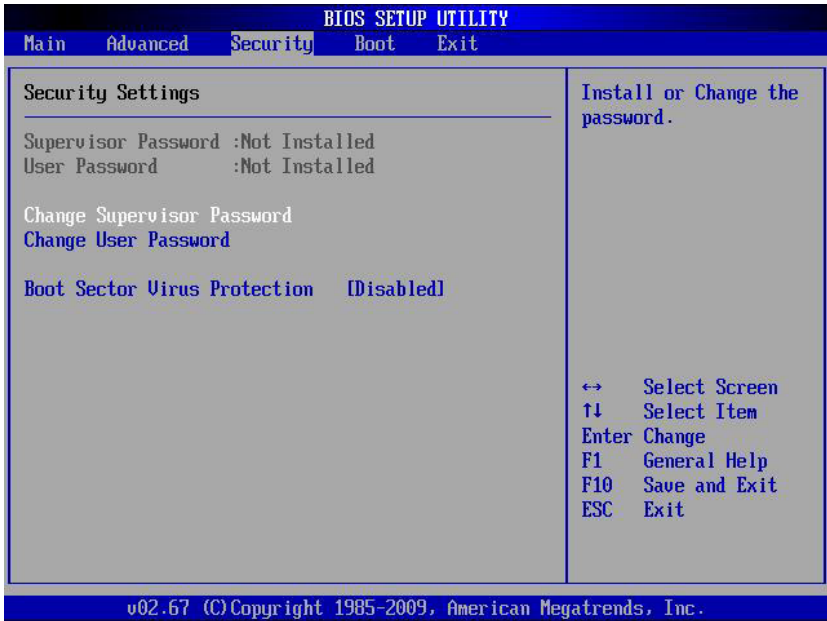 BIOS SETUP UTILITY
Main Advanced Security Boot Exit
Security Settings
Supervisor Password :Not Installed
User Password :Not Installed
Change Supervisor Password
Change User Password
Boot Sector Virus Protection [Disabled]
Install or Change the
password.
↔ Select Screen
↑↓ Select Item
Enter Change
F1 General Help
F10 Save and Exit
ESC Exit
v02.67 (C)Copyright 1985-2009, American Megatrends, Inc.